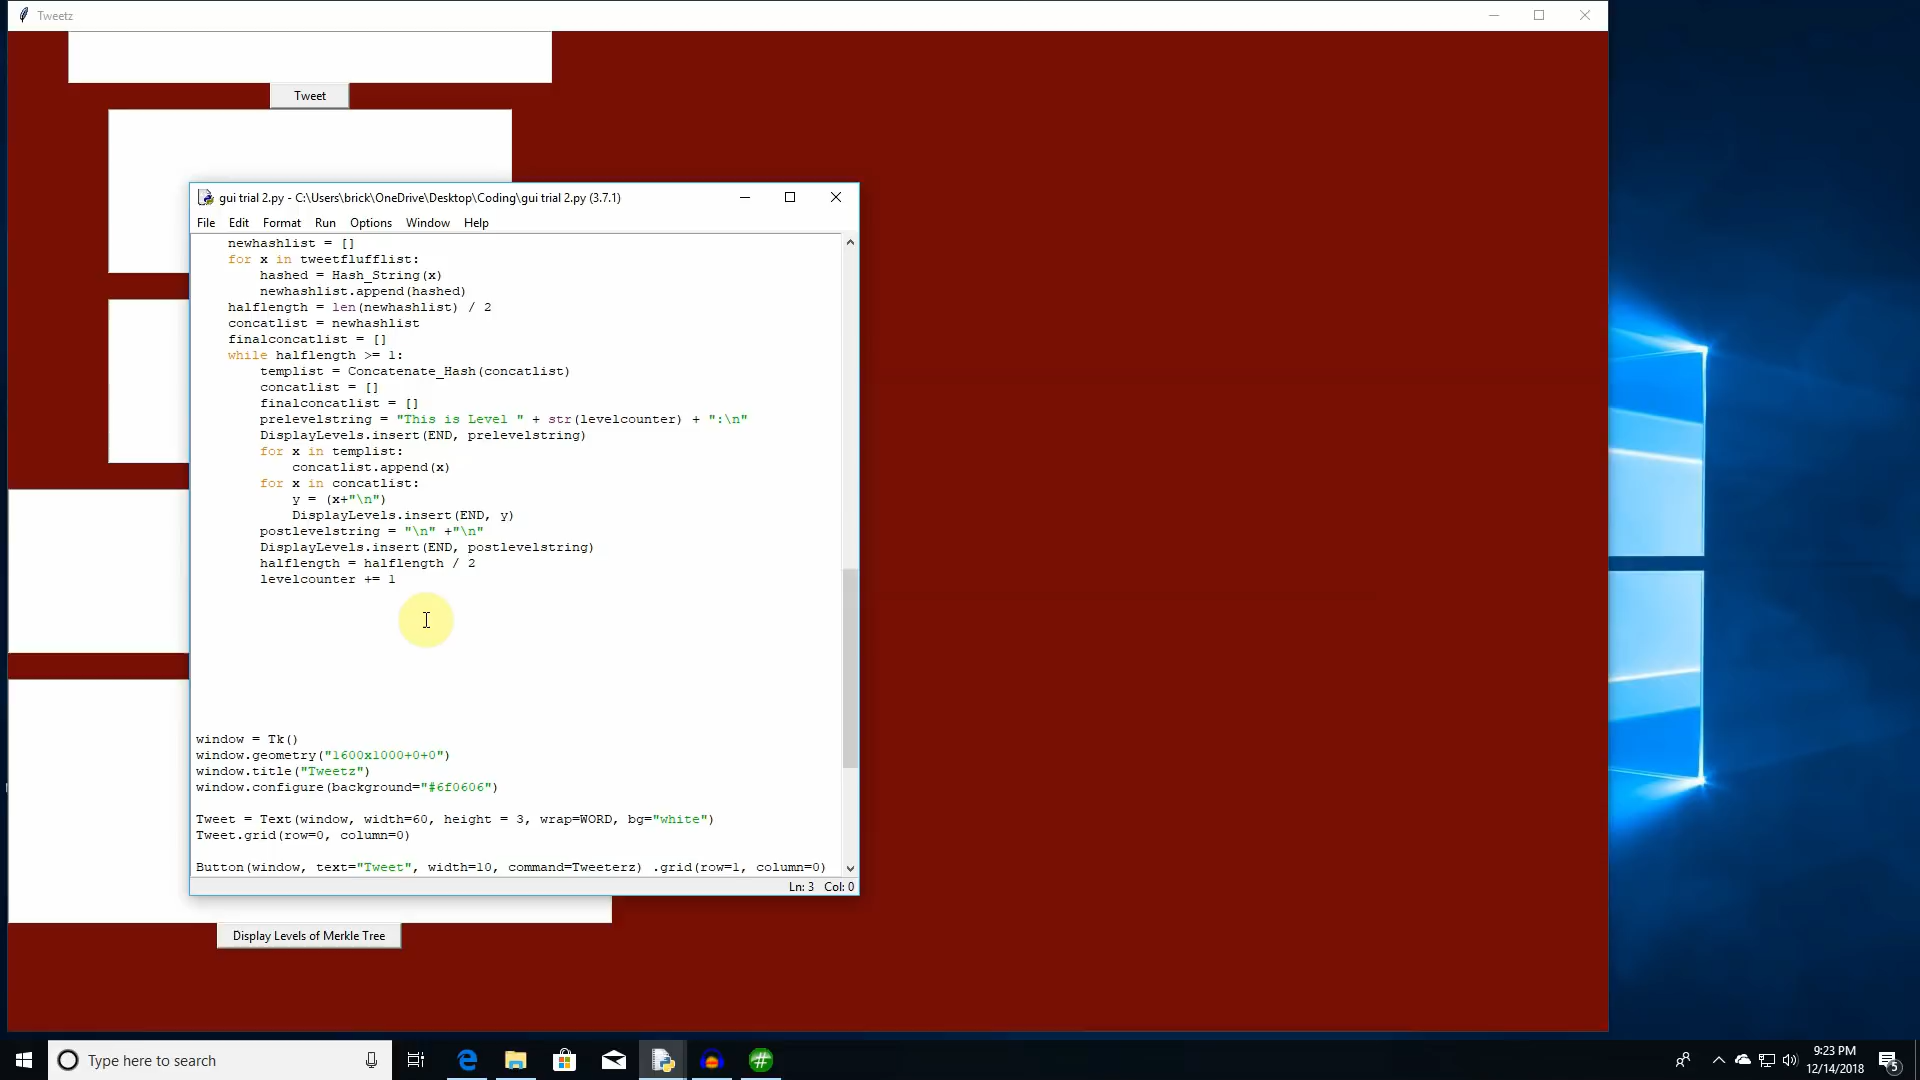 Tweetz
Tweet
gui trial 2.py - C:\Users\brick\OneDrive\Desktop\Coding\gui trial 2.py (3.7.1)
File Edit Format Run Options Window Help
newhashlist = []
for x in tweetflufflist:
hashed = Hash_String(x)
newhashlist.append(hashed)
halflength = len(newhashlist) / 2
concatlist = newhashlist
finalconcatlist = []
while halflength >= 1:
templist = Concatenate_Hash(concatlist)
concatlist = []
finalconcatlist = []
prelevelstring = "This is Level " + str(levelcounter) + ":\n"
DisplayLevels.insert(END, prelevelstring)
for x in templist:
concatlist.append(x)
for x in concatlist:
y = (x+"\n")
DisplayLevels.insert(END, y)
postlevelstring = "\n" +"\n"
DisplayLevels.insert(END, postlevelstring)
halflength = halflength / 2
levelcounter += 1
window = Tk()
window.geometry("1600x1000+0+0")
window.title("Tweetz")
window.configure(background="#6f0606")
Tweet = Text(window, width=60, height = 3, wrap=WORD, bg="white")
Tweet.grid(row=0, column=0)
Button(window, text="Tweet", width=10, command=Tweeterz) .grid(row=1, column=0)
Ln: 3 Col: 0
Display Levels of Merkle Tree
Type here to search
9:23 PM
12/14/2018
5